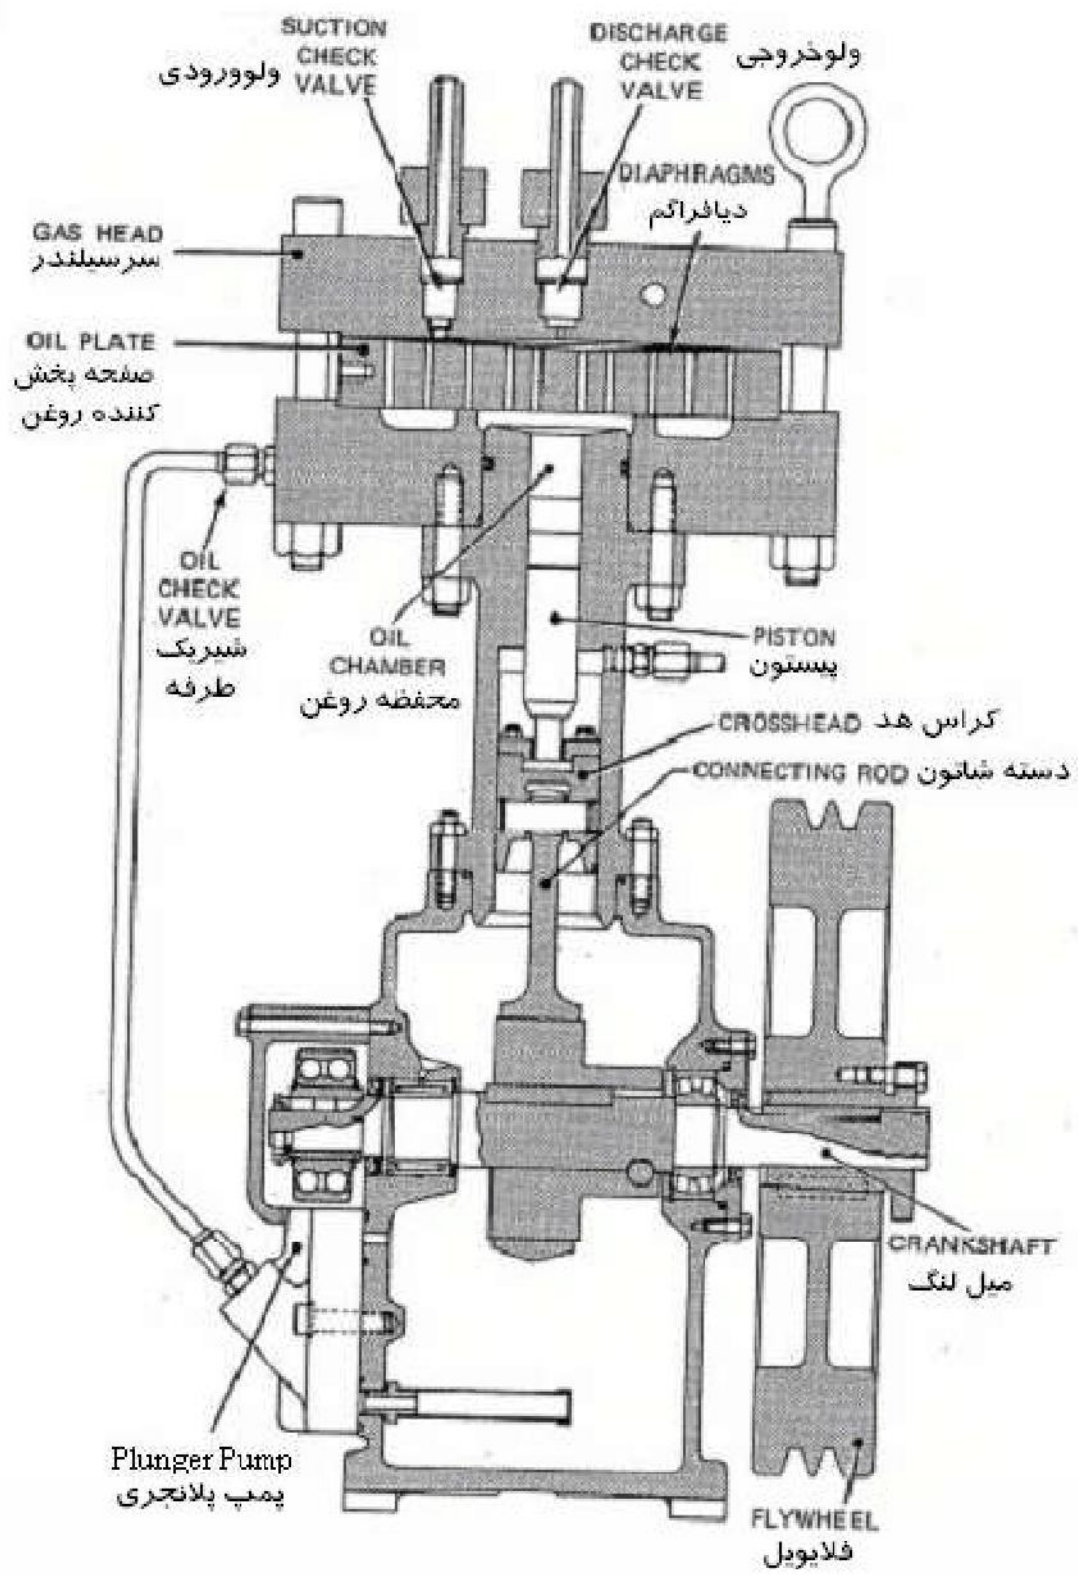 SUCTION
CHECK
VALVE
ولوورودی
DISCHARGE
CHECK
VALVE
ولوخروجی
DIAPHRAGMS
دیافراگم
GAS HEAD
سرسیلندر
OIL PLATE
صفحه پخش
کننده روغن
OIL
CHECK
VALVE
شیریک
طرفه
OIL
CHAMBER
محفظه روغن
PISTON
پیستون
CROSSHEAD کراس هد
CONNECTING ROD دسته شاتون
CRANKSHAFT
میل لنگ
Plunger Pump
پمپ پلانجری
FLYWHEEL
فلایویل